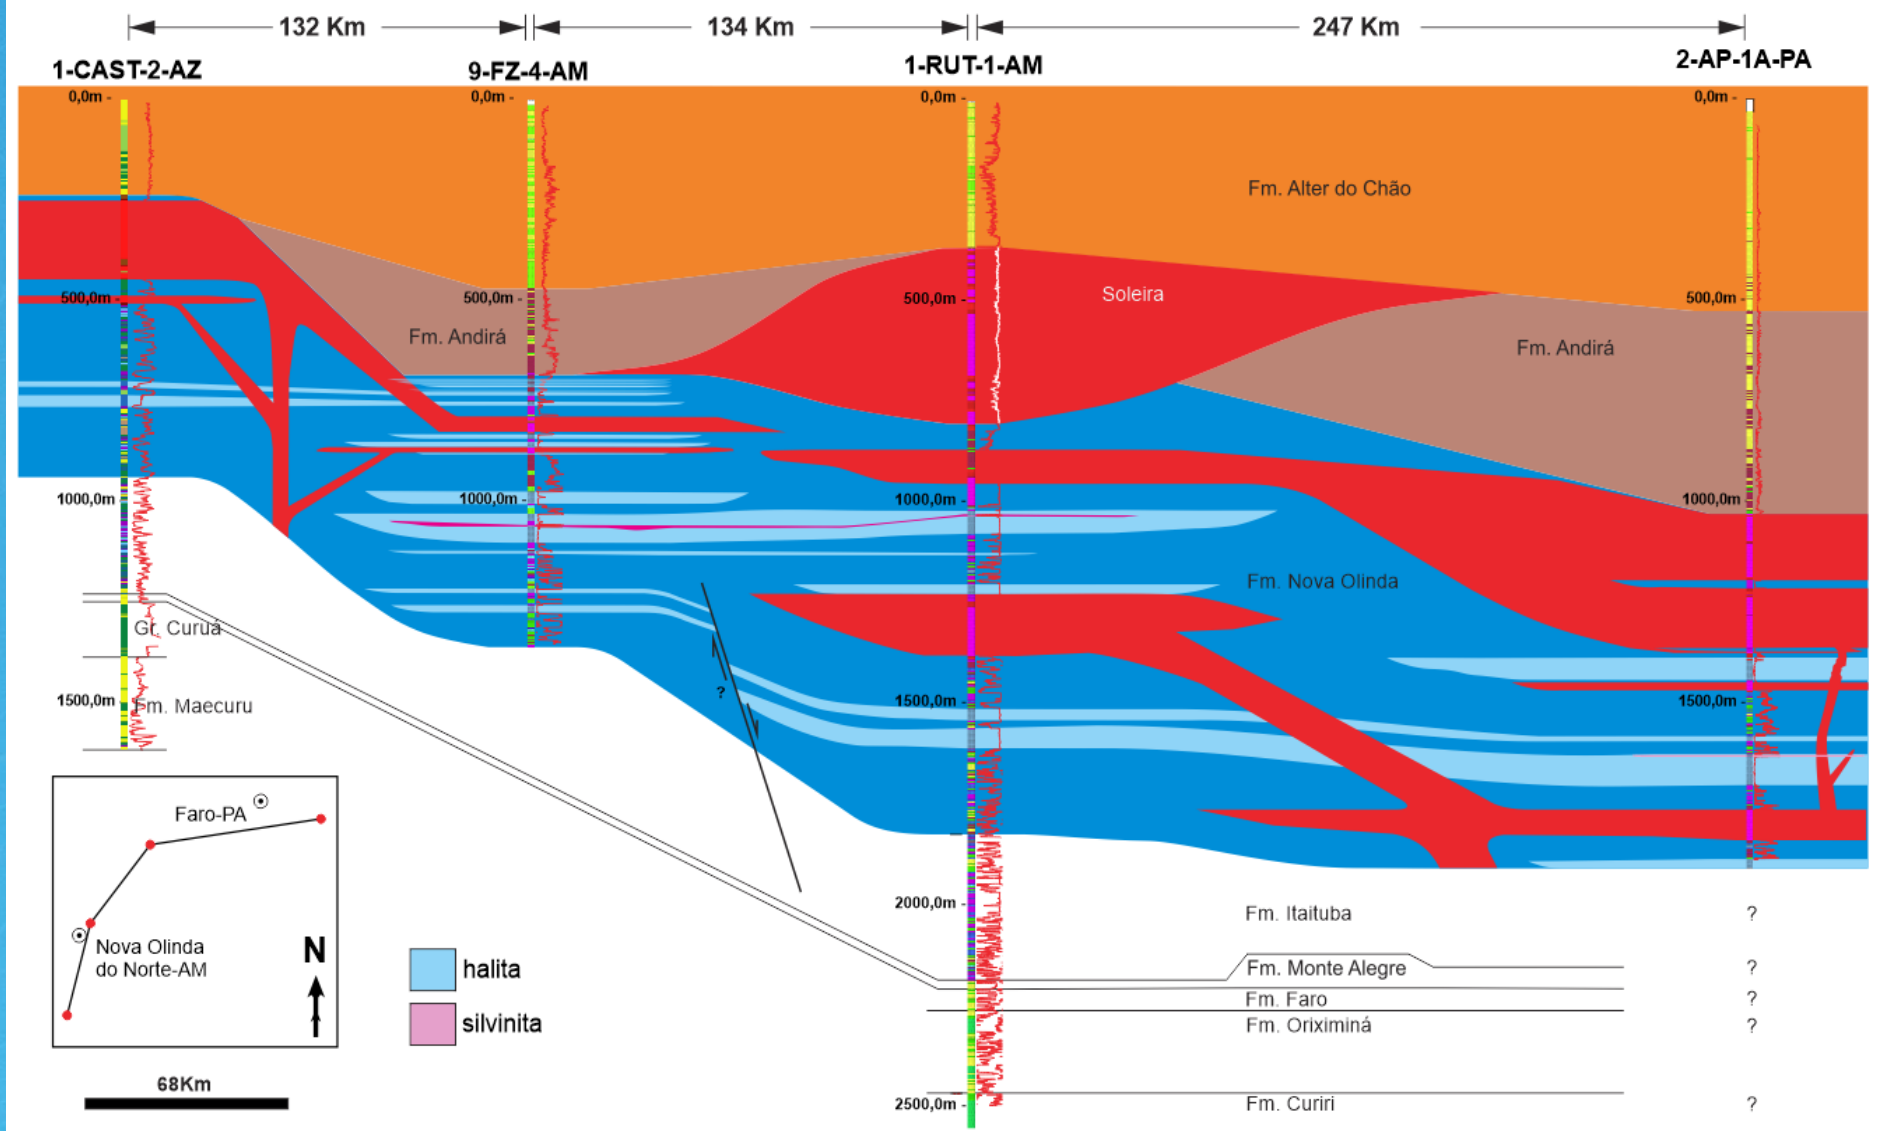 132 Km
134 Km
247 Km
1-CAST-2-AZ
9-FZ-4-AM
1-RUT-1-AM
2-AP-1A-PA
0,0m -
0,0m -
0,0m -
0,0m -
Fm. Alter do Chão
500,0m -
500,0m -
500,0m -
500,0m -
Soleira
Fm. Andirá
Fm. Andirá
1000,0m -
1000,0m -
1000,0m -
1000,0m -
Fm. Nova Olinda
Gr. Curuá
1500,0m -
?
1500,0m -
1500,0m -
Fm. Maecuru
Faro-PA
Nova Olinda
do Norte-AM
N
68Km
halita
silvinita
2000,0m -
Fm. Itaituba
?
Fm. Monte Alegre
?
Fm. Faro
?
Fm. Oriximiná
?
2500,0m -
Fm. Curiri
?